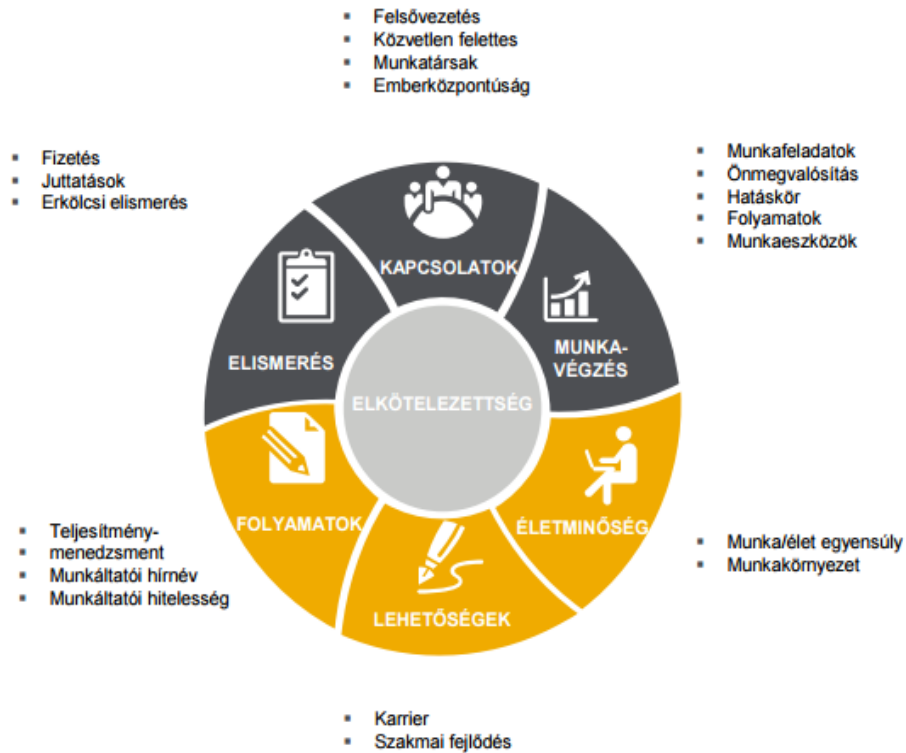 ▪ Felsővezetés
▪ Közvetlen felettes
▪ Munkatársak
▪ Emberközpontúság
▪ Fizetés
▪ Juttatások
▪ Erkölcsi elismerés
▪ Munkafeladatok
▪ Önmegvalósítás
▪ Hatáskör
▪ Folyamatok
▪ Munkaeszközök
KAPCSOLATOK
ELISMERÉS
MUNKA-
VÉGZÉS
ELKÖTELEZETTSÉG
FOLYAMATOK
ÉLETMINŐSÉG
LEHETŐSÉGEK
▪ Teljesítmény-
▪ menedzsment
▪ Munkáltatói hírnév
▪ Munkáltatói hitelesség
▪ Munka/élet egyensúly
▪ Munkakörnyezet
▪ Karrier
▪ Szakmai fejlődés